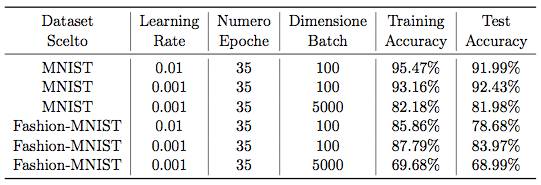 Dataset Scelto Learning Rate Numero Epoche Dimensione Batch Training Accuracy Test Accuracy
MNIST 0.01 35 100 95.47% 91.99%
MNIST 0.001 35 100 93.16% 92.43%
MNIST 0.001 35 5000 82.18% 81.98%
Fashion-MNIST 0.01 35 100 85.86% 78.68%
Fashion-MNIST 0.001 35 100 87.79% 83.97%
Fashion-MNIST 0.001 35 5000 69.68% 68.99%